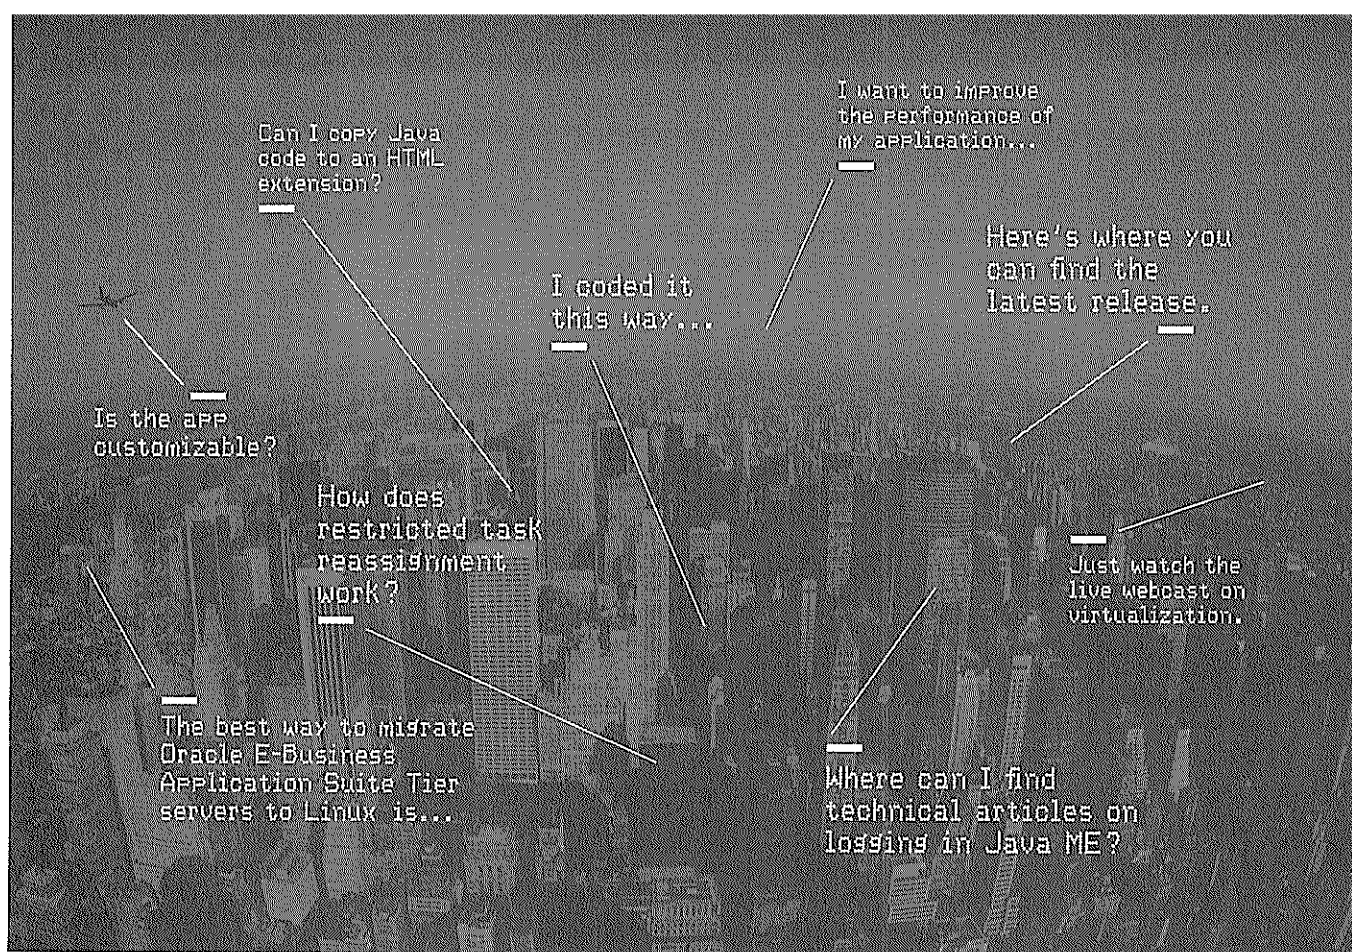 I want to improve
the performance of
my application...
Can I copy Java
code to an HTML
extension?
Here's where you
can find the
latest release.
I coded it
this way...
Is the app
customizable?
How does
restricted task
reassignment
work?
Just watch the
live webcast on
virtualization.
The best way to migrate
Oracle E-Business
Application Suite Tier
servers to Linux is...
Where can I find
technical articles on
logging in Java ME?